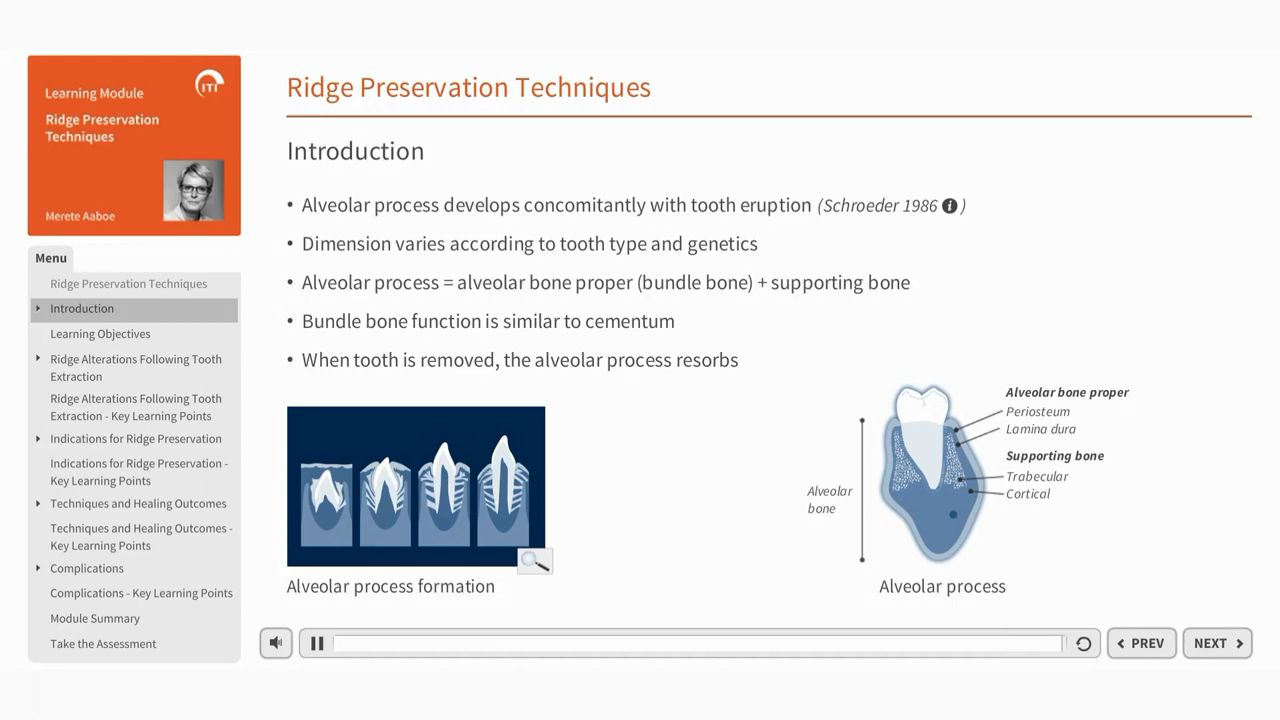 Learning Module
ITI
Ridge Preservation
Techniques
Merete Aaboe
Menu
Ridge Preservation Techniques
Introduction
Learning Objectives
Ridge Alterations Following Tooth
Extraction
Ridge Alterations Following Tooth
Extraction - Key Learning Points
Indications for Ridge Preservation
Indications for Ridge Preservation -
Key Learning Points
Techniques and Healing Outcomes
Techniques and Healing Outcomes -
Key Learning Points
Complications
Complications - Key Learning Points
Module Summary
Take the Assessment
Ridge Preservation Techniques
Introduction
• Alveolar process develops concomitantly with tooth eruption (Schroeder 1986 i )
• Dimension varies according to tooth type and genetics
• Alveolar process = alveolar bone proper (bundle bone) + supporting bone
• Bundle bone function is similar to cementum
• When tooth is removed, the alveolar process resorbs
Alveolar process formation
Alveolar
bone
Alveolar bone proper
Periosteum
Lamina dura
Supporting bone
Trabecular
Cortical
Alveolar process
PREV
NEXT